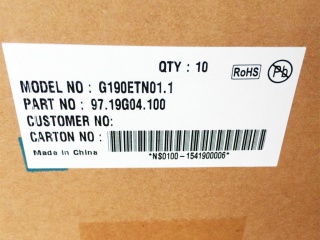 QTY : 10
RoHS
Pb
MODEL NO : G190ETN01.1
PART NO : 97.19G04.100
CUSTOMER NO:
CARTON NO :
*NS0100-1541900006*
Made in China